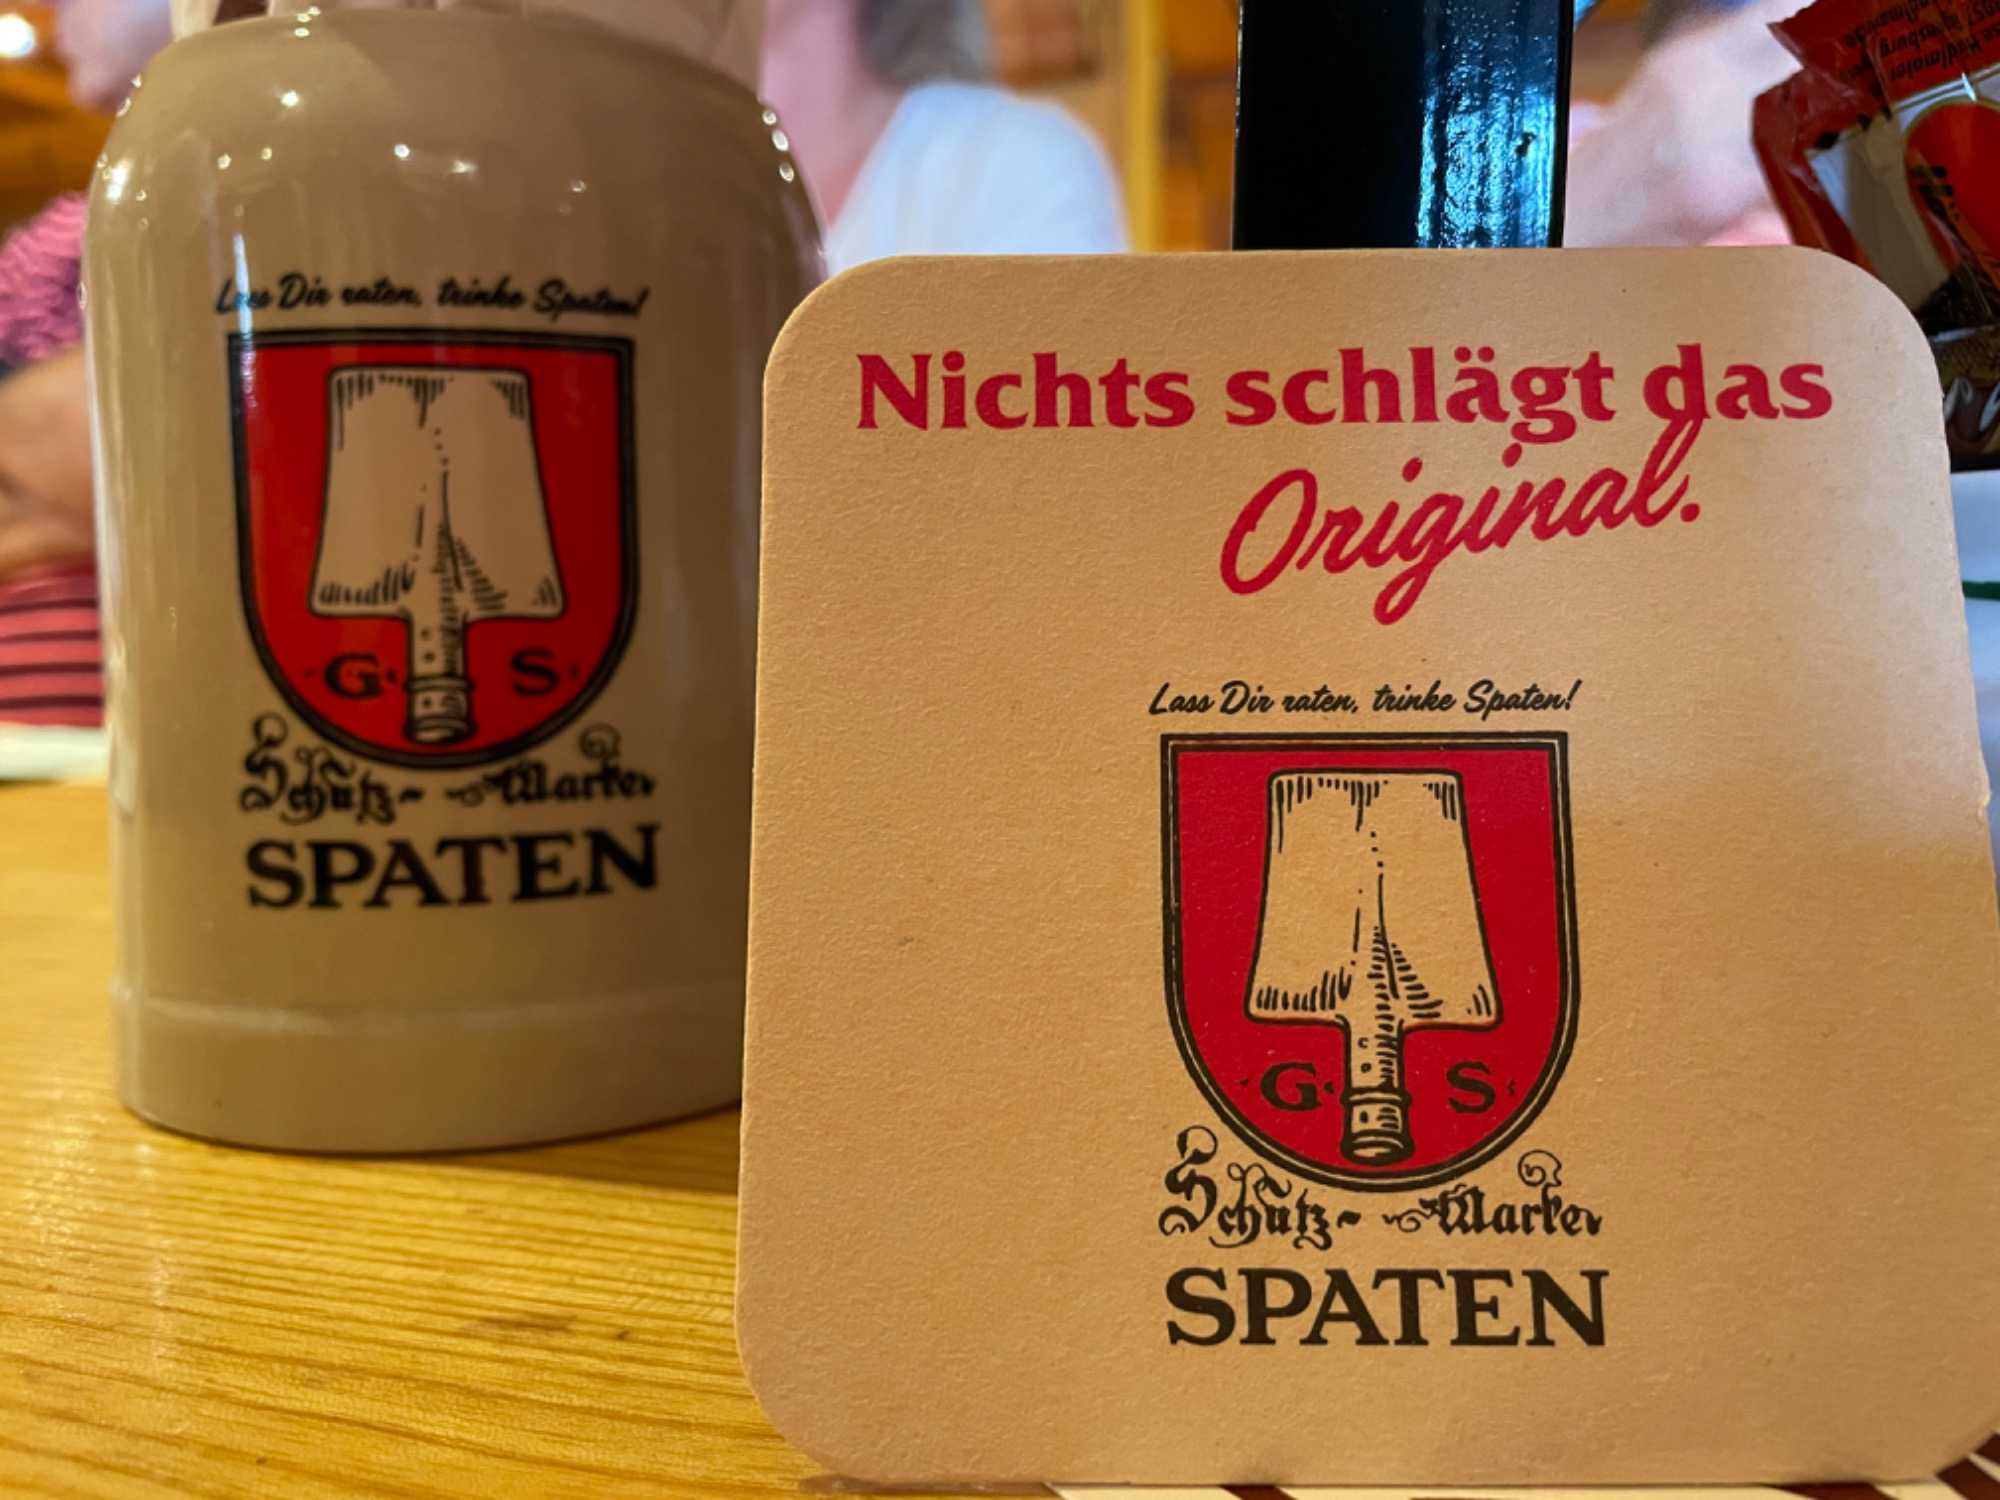 Lass Dir raten, trinke Spaten!
G S
Schutz-Marke
SPATEN
Nichts schlägt das
Original.
Lass Dir raten, trinke Spaten!
G S
Schutz-Marke
SPATEN